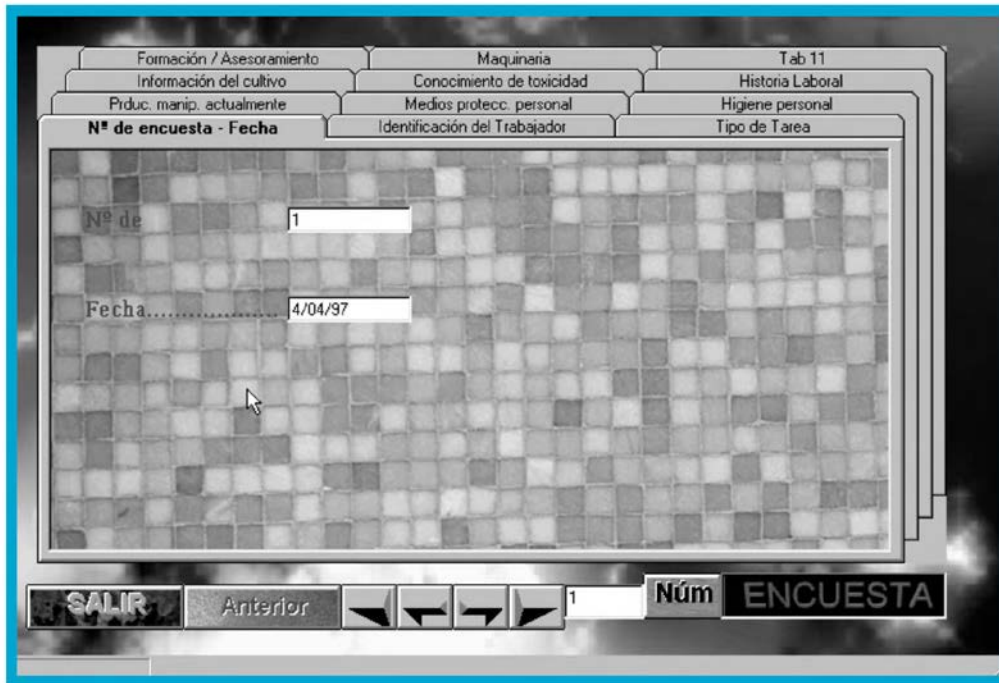 Formación / Asesoramiento Maquinaria Tab 11
Información del cultivo Conocimiento de toxicidad Historia Laboral
Prduc. manip. actualmente Medios protecc. personal Higiene personal
Nª de encuesta - Fecha Identificación del Trabajador Tipo de Tarea
Nº de 1
Fecha................... 4/04/97
SALIR Anterior 1 Núm ENCUESTA